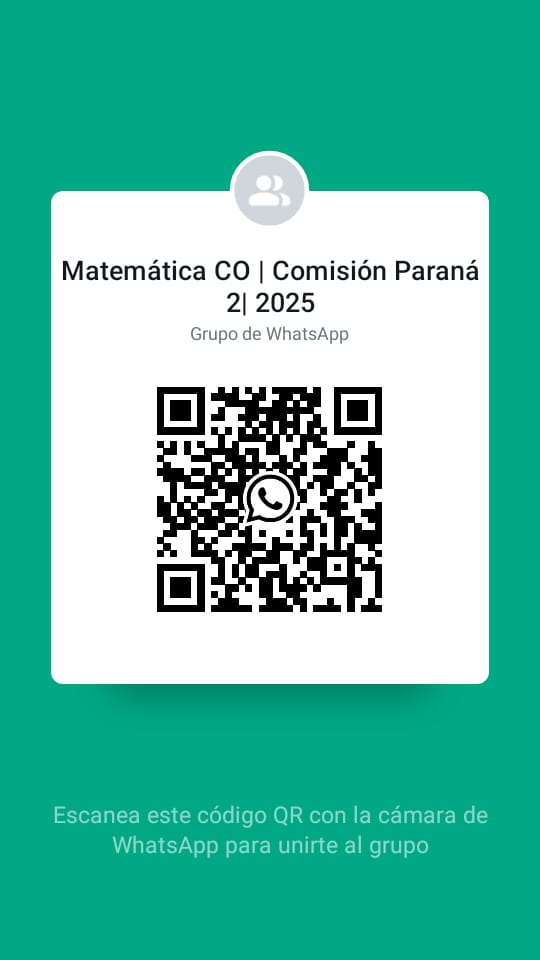 Matemática CO | Comisión Paraná
2| 2025
Grupo de WhatsApp
Escanea este código QR con la cámara de
WhatsApp para unirte al grupo